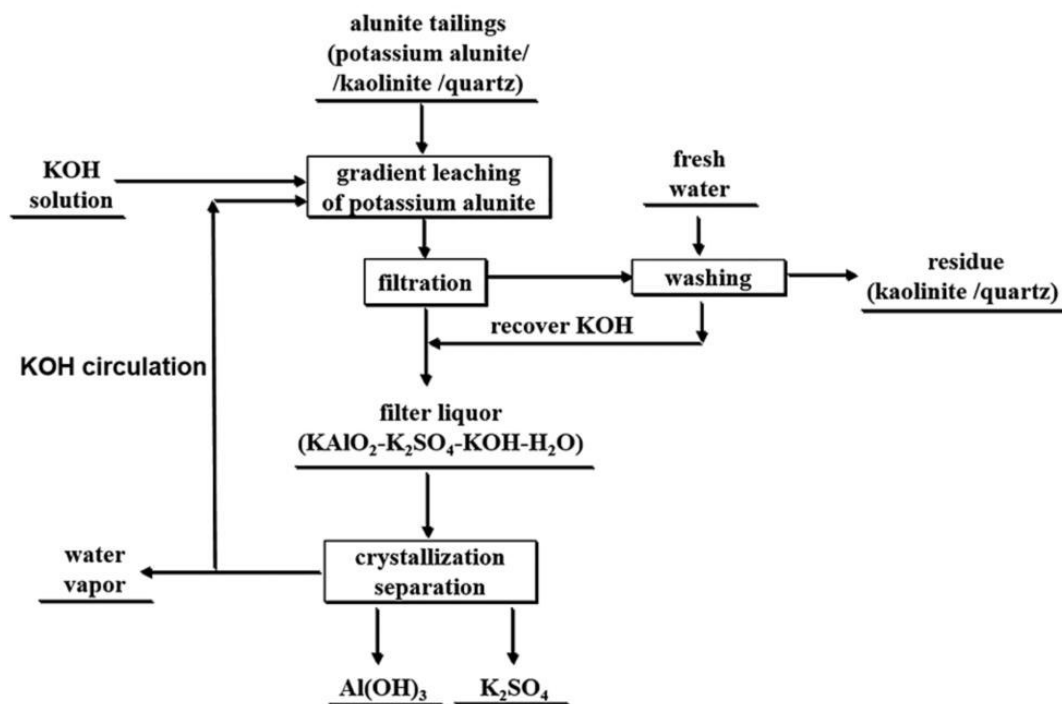 alunite tailings
(potassium alunite/
/kaolinite /quartz)
KOH
solution
gradient leaching
of potassium alunite
fresh
water
filtration
washing
residue
(kaolinite /quartz)
recover KOH
KOH circulation
filter liquor
(KAlO₂-K₂SO₄-KOH-H₂O)
water
vapor
crystallization
separation
Al(OH)₃
K₂SO₄